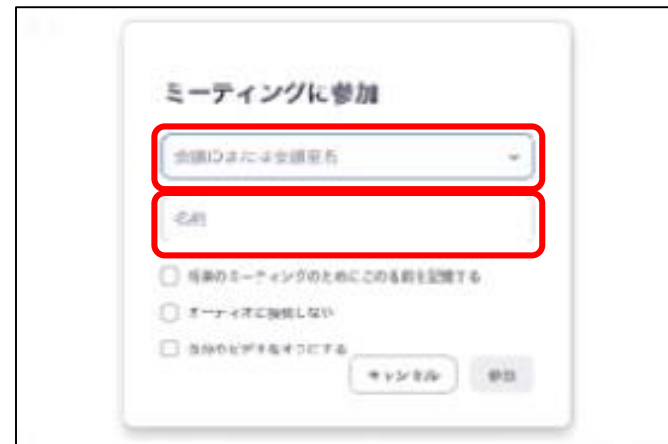 ミーティングに参加
会議IDまたは会議室名
名前
将来のミーティングのためにこの名前を記憶する
オーディオに接続しない
自分のビデオをオフにする
キャンセル
参加